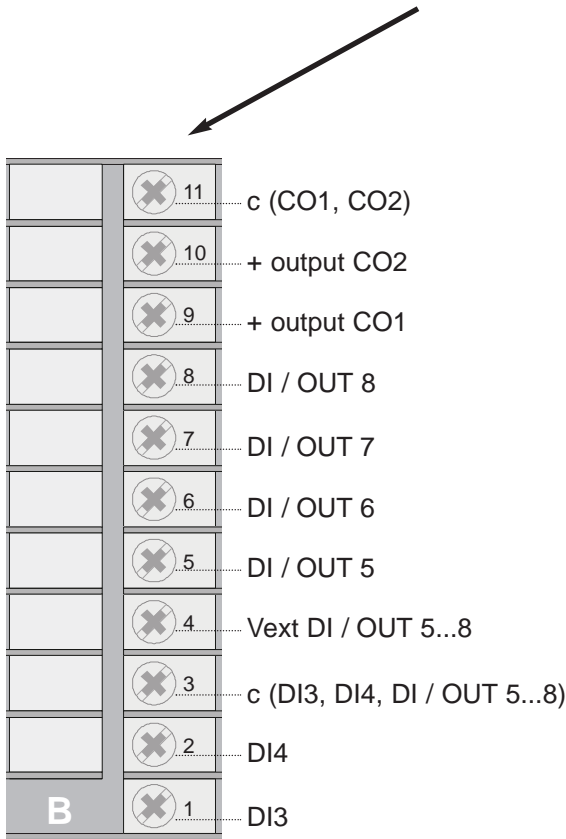 11 c (CO1, CO2)
10 + output CO2
9 + output CO1
8 DI / OUT 8
7 DI / OUT 7
6 DI / OUT 6
5 DI / OUT 5
4 Vext DI / OUT 5...8
3 c (DI3, DI4, DI / OUT 5...8)
2 DI4
B 1 DI3